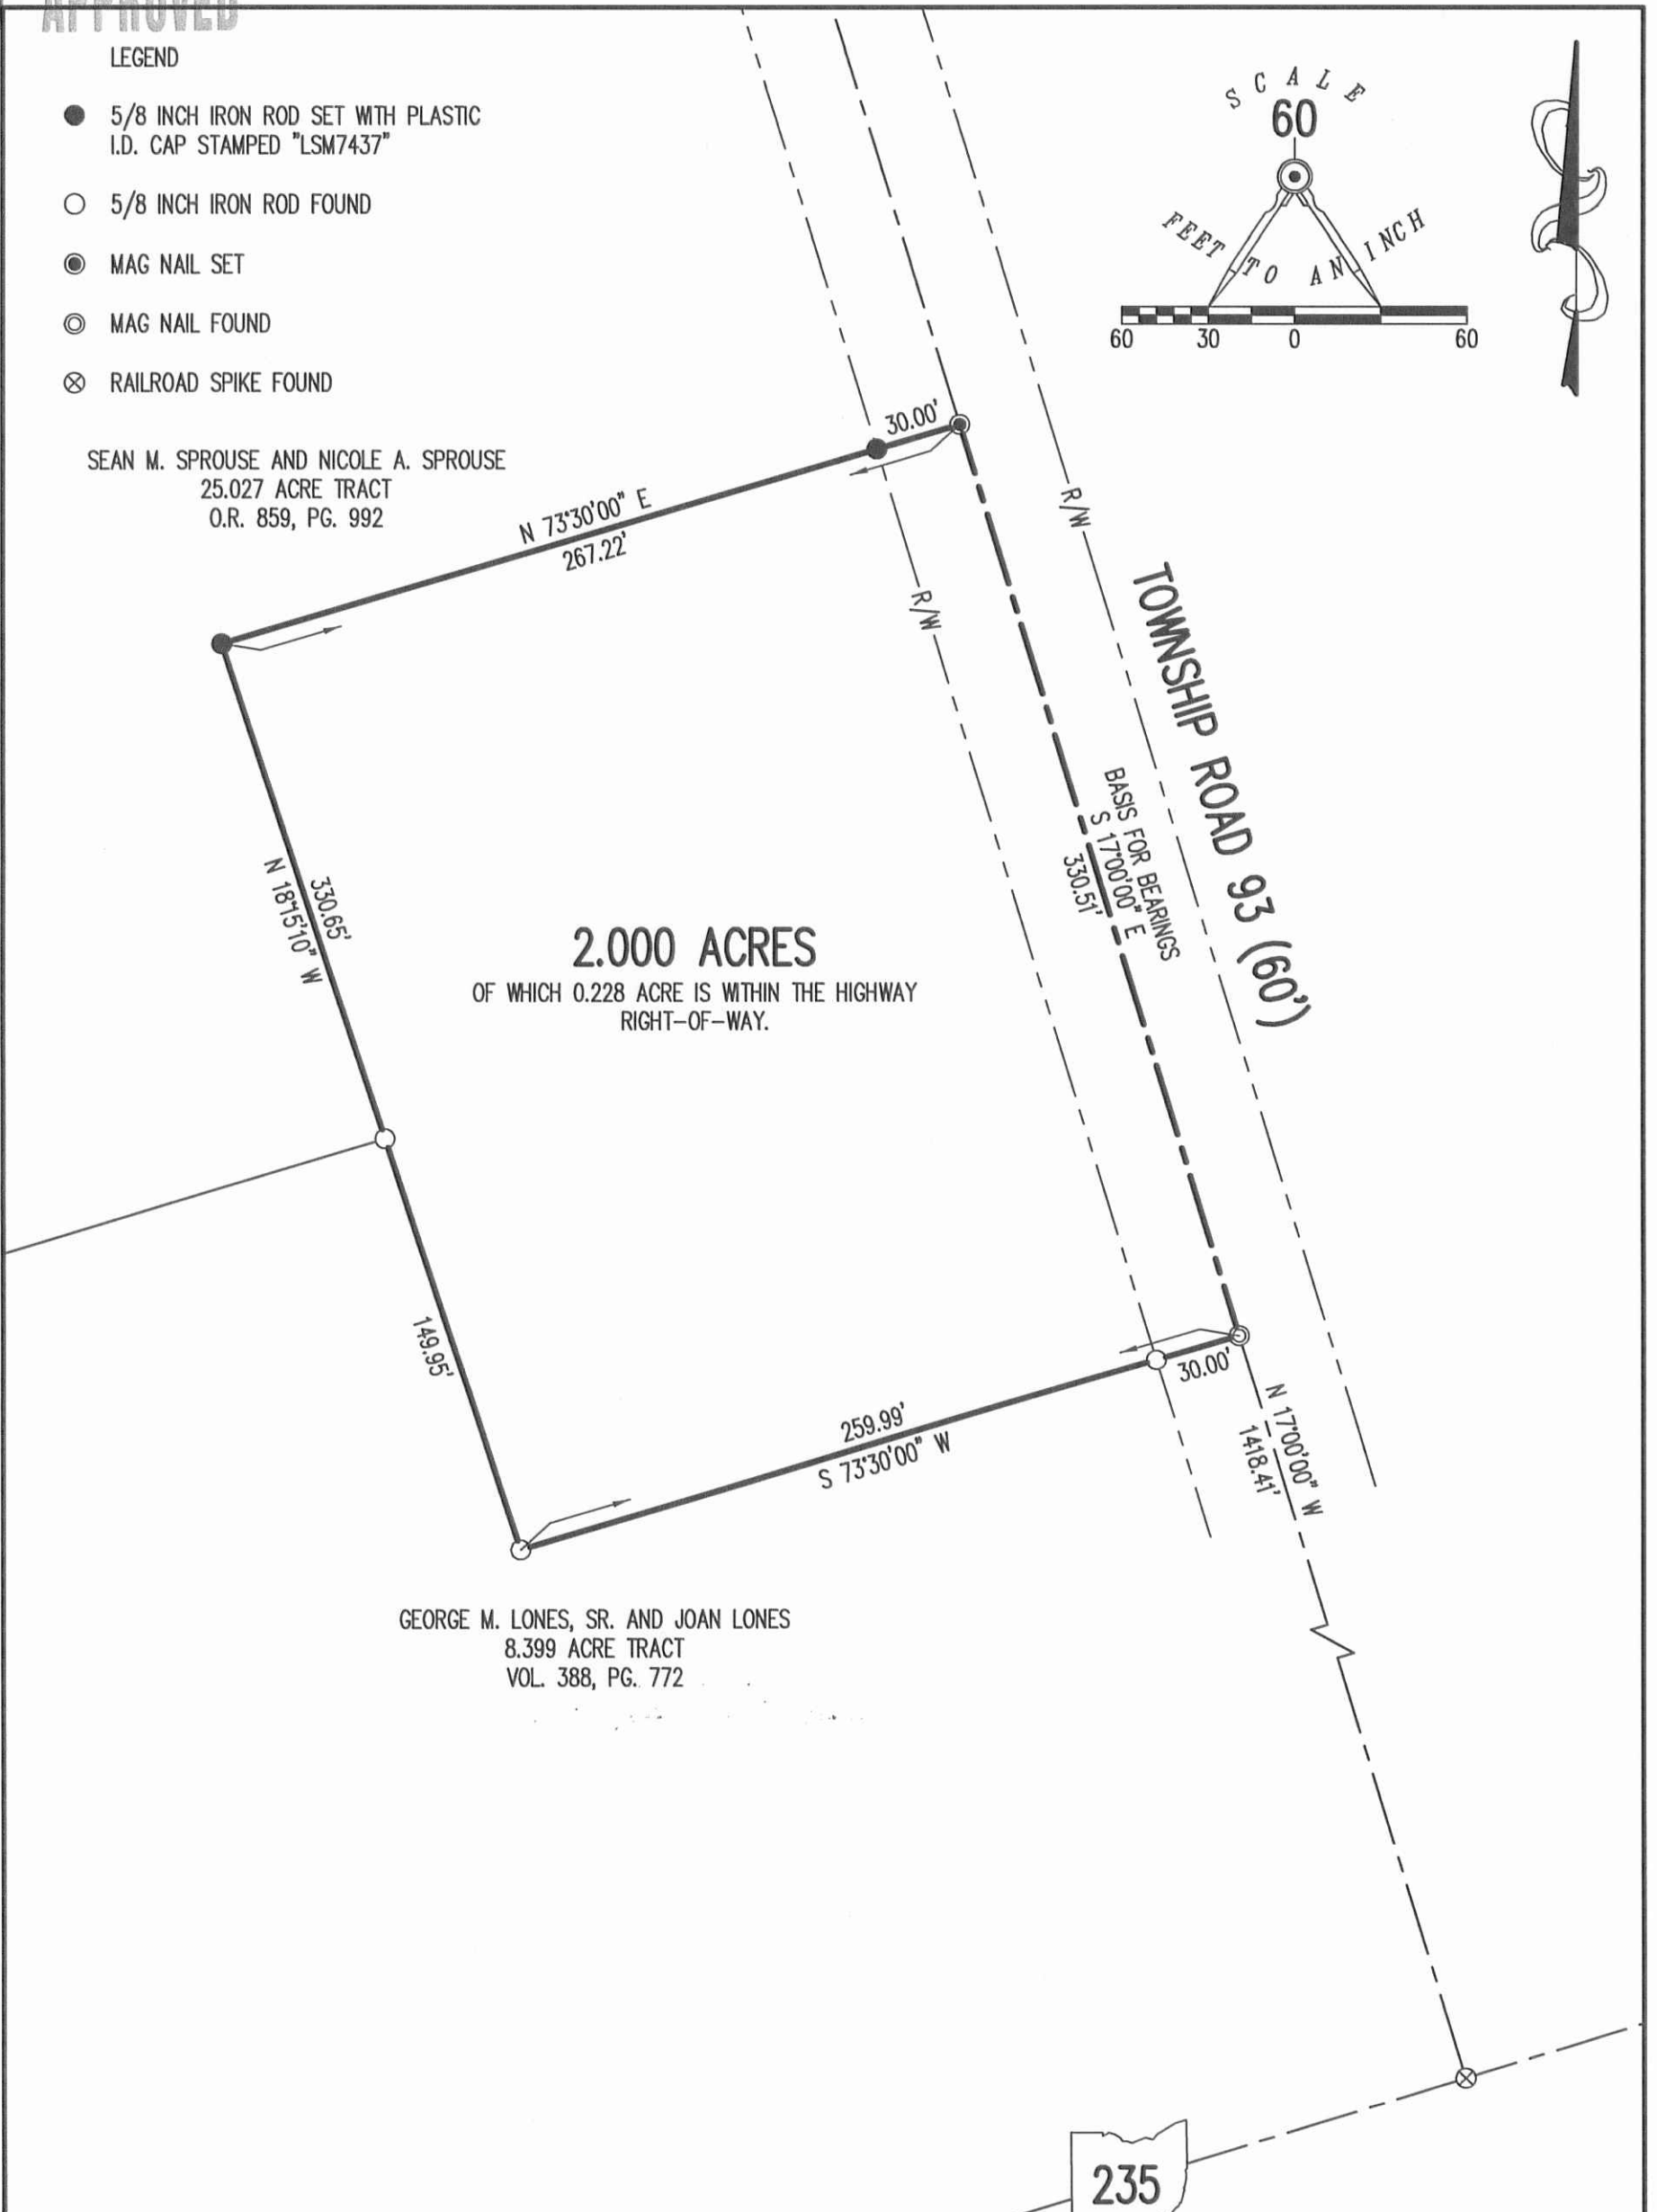 APPROVED
LEGEND
5/8 INCH IRON ROD SET WITH PLASTIC
I.D. CAP STAMPED "LSM7437"
5/8 INCH IRON ROD FOUND
MAG NAIL SET
MAG NAIL FOUND
RAILROAD SPIKE FOUND
SCALE
60
FEET TO AN INCH
60 30 0 60
SEAN M. SPROUSE AND NICOLE A. SPROUSE
25.027 ACRE TRACT
O.R. 859, PG. 992
30.00'
N 73°30'00" E
267.22'
R/W
R/W
TOWNSHIP ROAD 93 (60')
BASIS FOR BEARINGS
S 17°00'00" E
330.51'
330.65'
N 18°15'10" W
2.000 ACRES
OF WHICH 0.228 ACRE IS WITHIN THE HIGHWAY
RIGHT-OF-WAY.
149.95'
259.99'
S 73°30'00" W
30.00'
N 17°00'00" W
1418.41'
GEORGE M. LONES, SR. AND JOAN LONES
8.399 ACRE TRACT
VOL. 388, PG. 772
235